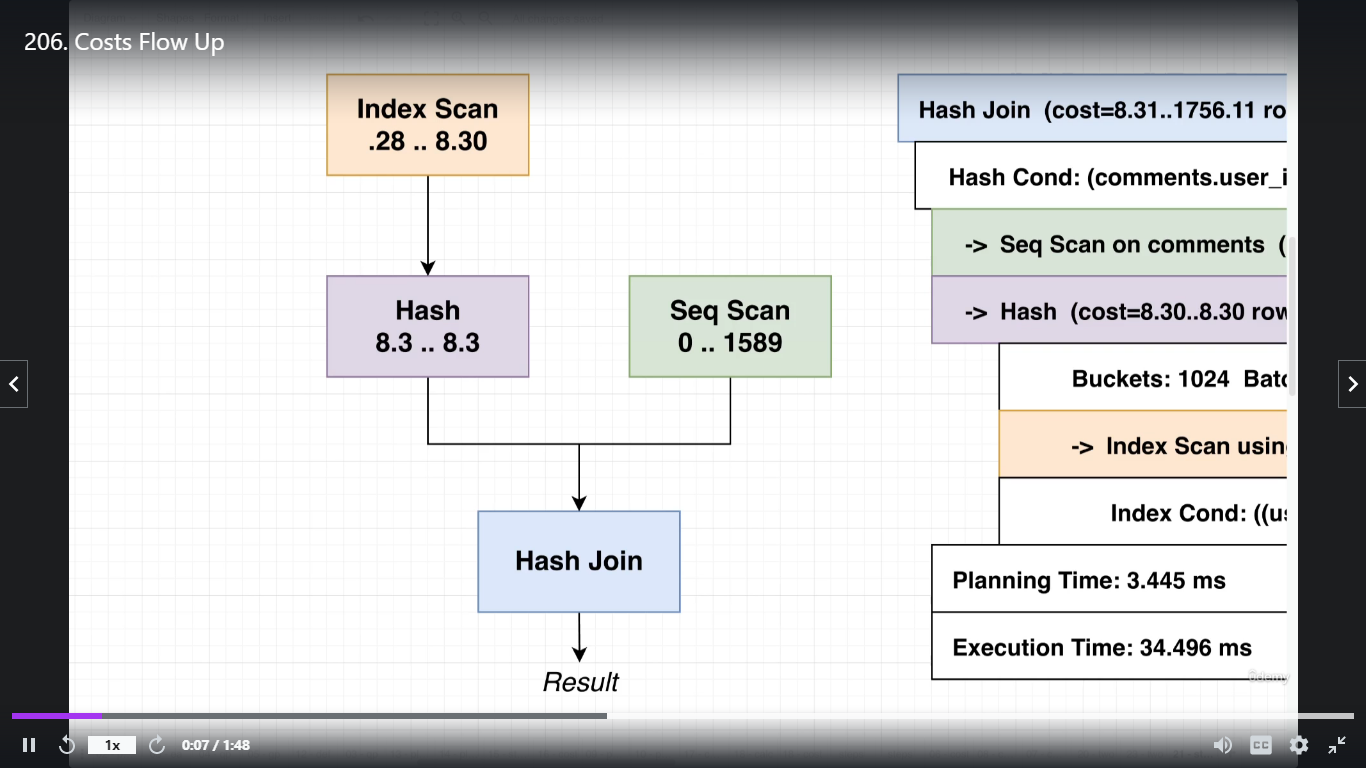 206. Costs Flow Up
Index Scan
.28 .. 8.30
Hash
8.3 .. 8.3
Seq Scan
0 .. 1589
Hash Join
Result
Hash Join (cost=8.31..1756.11 ro
Hash Cond: (comments.user_i
-> Seq Scan on comments (
-> Hash (cost=8.30..8.30 row
Buckets: 1024 Batc
-> Index Scan usin
Index Cond: ((us
Planning Time: 3.445 ms
Execution Time: 34.496 ms
ûdemy
1x
0:07 / 1:48
CC